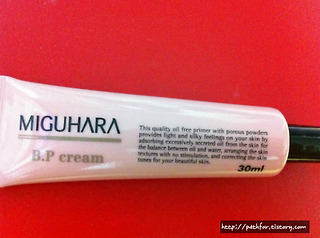 MIGUHARA
B.P cream
This quality oil free primer with porous powders
provides light and silky feelings on your skin by
adsorbing excessively secreted oil from the skin for
the balance between oil and water, arranging the skin
textures with no stimulation, and correcting the skin
tones for your beautiful skin.
30ml
http://pathfor.tistory.com